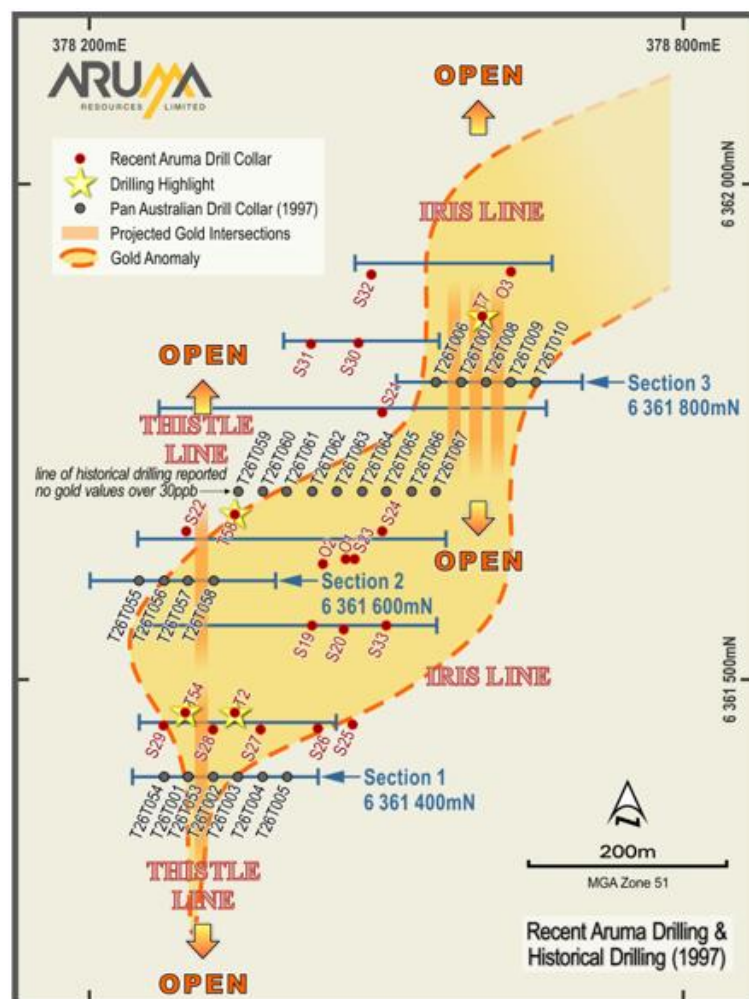 378 200mE
378 800mE
ARUMA
RESOURCES LIMITED
OPEN
Recent Aruma Drill Collar
Drilling Highlight
Pan Australian Drill Collar (1997)
Projected Gold Intersections
Gold Anomaly
6 362 000mN
IRIS LINE
S32
O3
T7
S31
S30
T26T006
T26T007
T26T008
T26T009
T26T010
OPEN
Section 3
6 361 800mN
S21
THISTLE
LINE
T26T059
T26T060
T26T061
T26T062
T26T063
T26T064
T26T065
T26T066
T26T067
line of historical drilling reported
no gold values over 30ppb
S22
T58
S24
O2
O1
S23
OPEN
Section 2
6 361 600mN
T26T055
T26T056
T26T057
T26T058
S19
S20
S33
IRIS LINE
6 361 500mN
T54
T2
S29
S28
S27
S26
S25
Section 1
6 361 400mN
T26T054
T26T001
T26T053
T26T002
T26T003
T26T004
T26T005
THISTLE
LINE
OPEN
200m
MGA Zone 51
Recent Aruma Drilling &
Historical Drilling (1997)